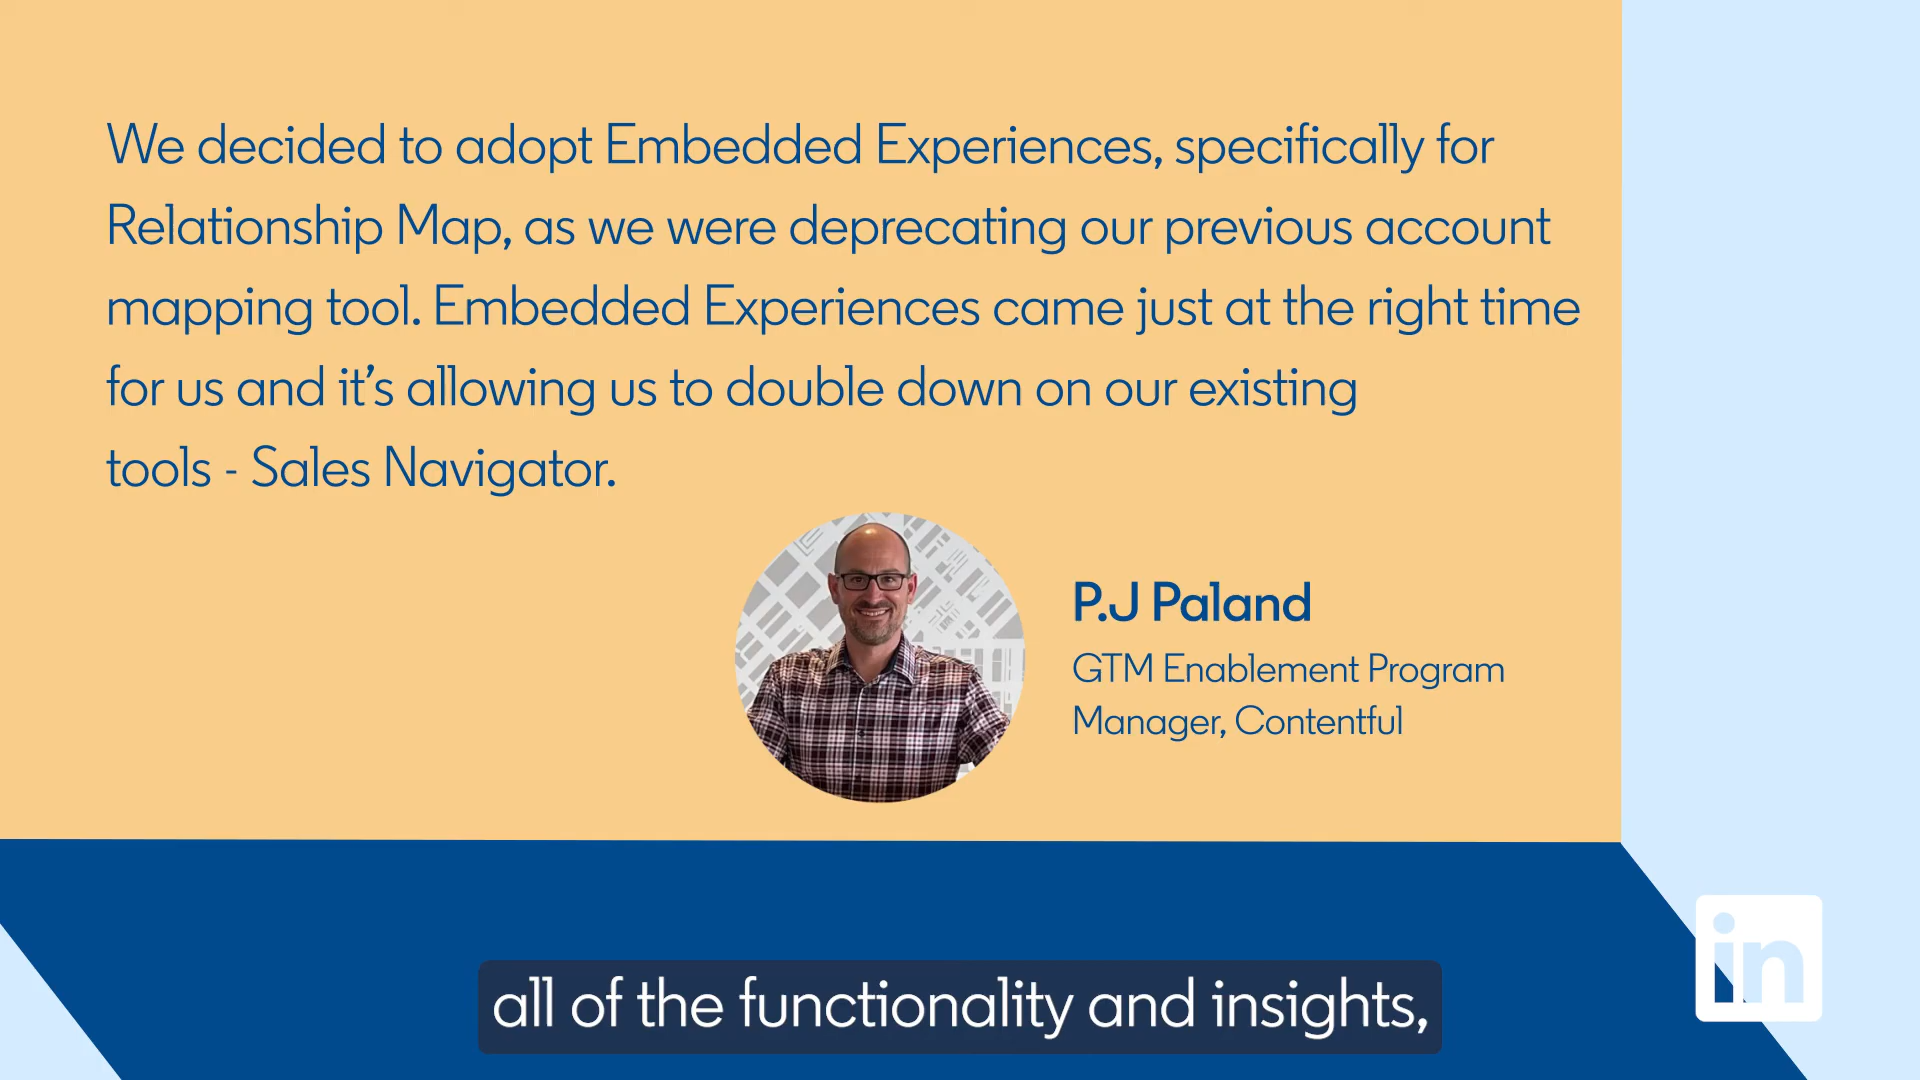 We decided to adopt Embedded Experiences, specifically for
Relationship Map, as we were deprecating our previous account
mapping tool. Embedded Experiences came just at the right time
for us and it’s allowing us to double down on our existing
tools - Sales Navigator.
P.J Paland
GTM Enablement Program
Manager, Contentful
in
all of the functionality and insights,